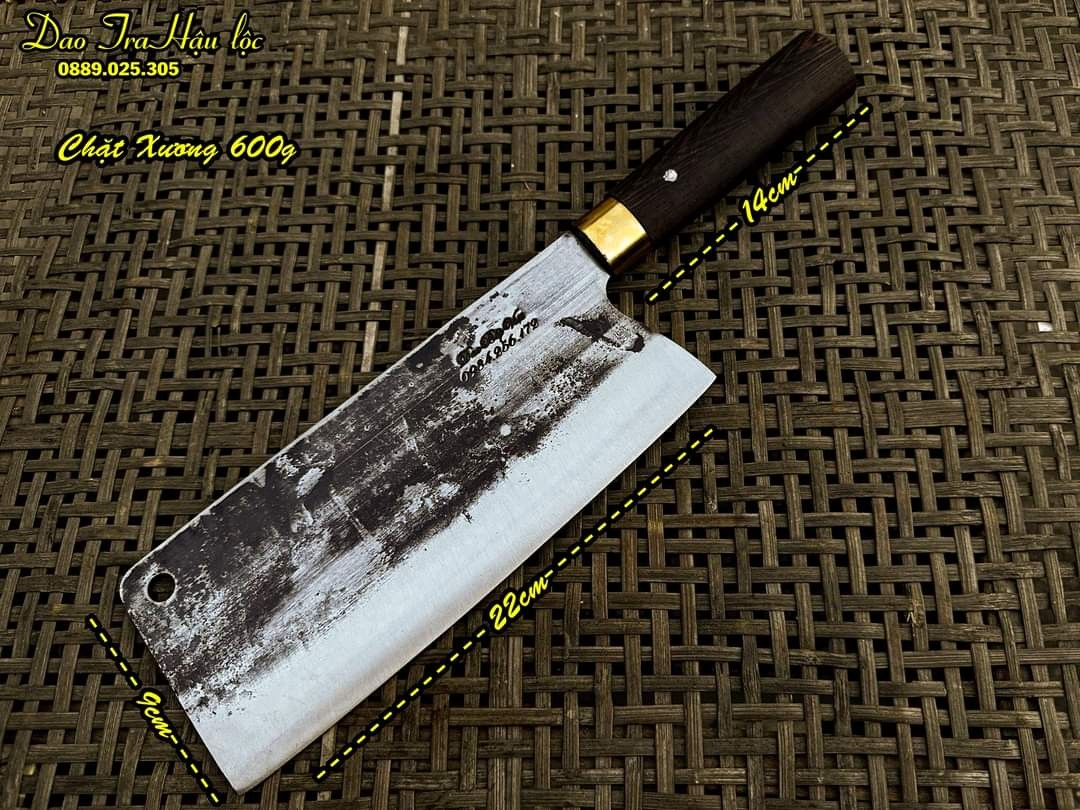 Dao Tra Hậu lộc
0889.025.305
Chặt Xương 600g
14cm
22cm
9cm